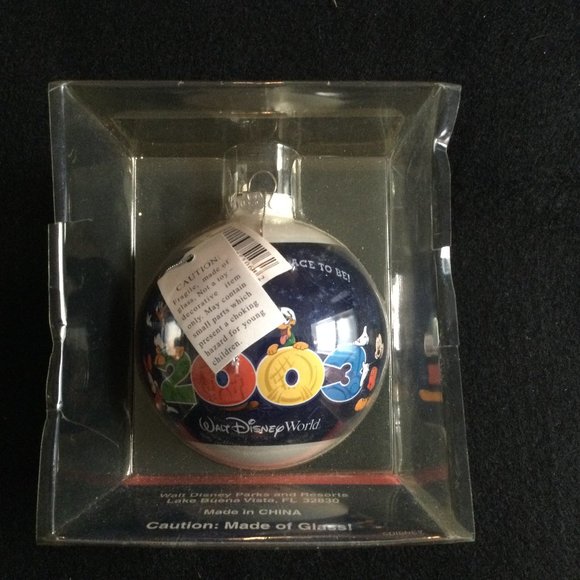 CAUTION:
Fragile, made of
glass. Not a toy -
decorative item
only. May contain
small parts which
present a choking
hazard for young
children.
ACE TO BE!
2003
Walt Disney World
Walt Disney Parks and Resorts
Lake Buena Vista, FL 32830
Made in CHINA
Caution: Made of Glass!
©DISNEY